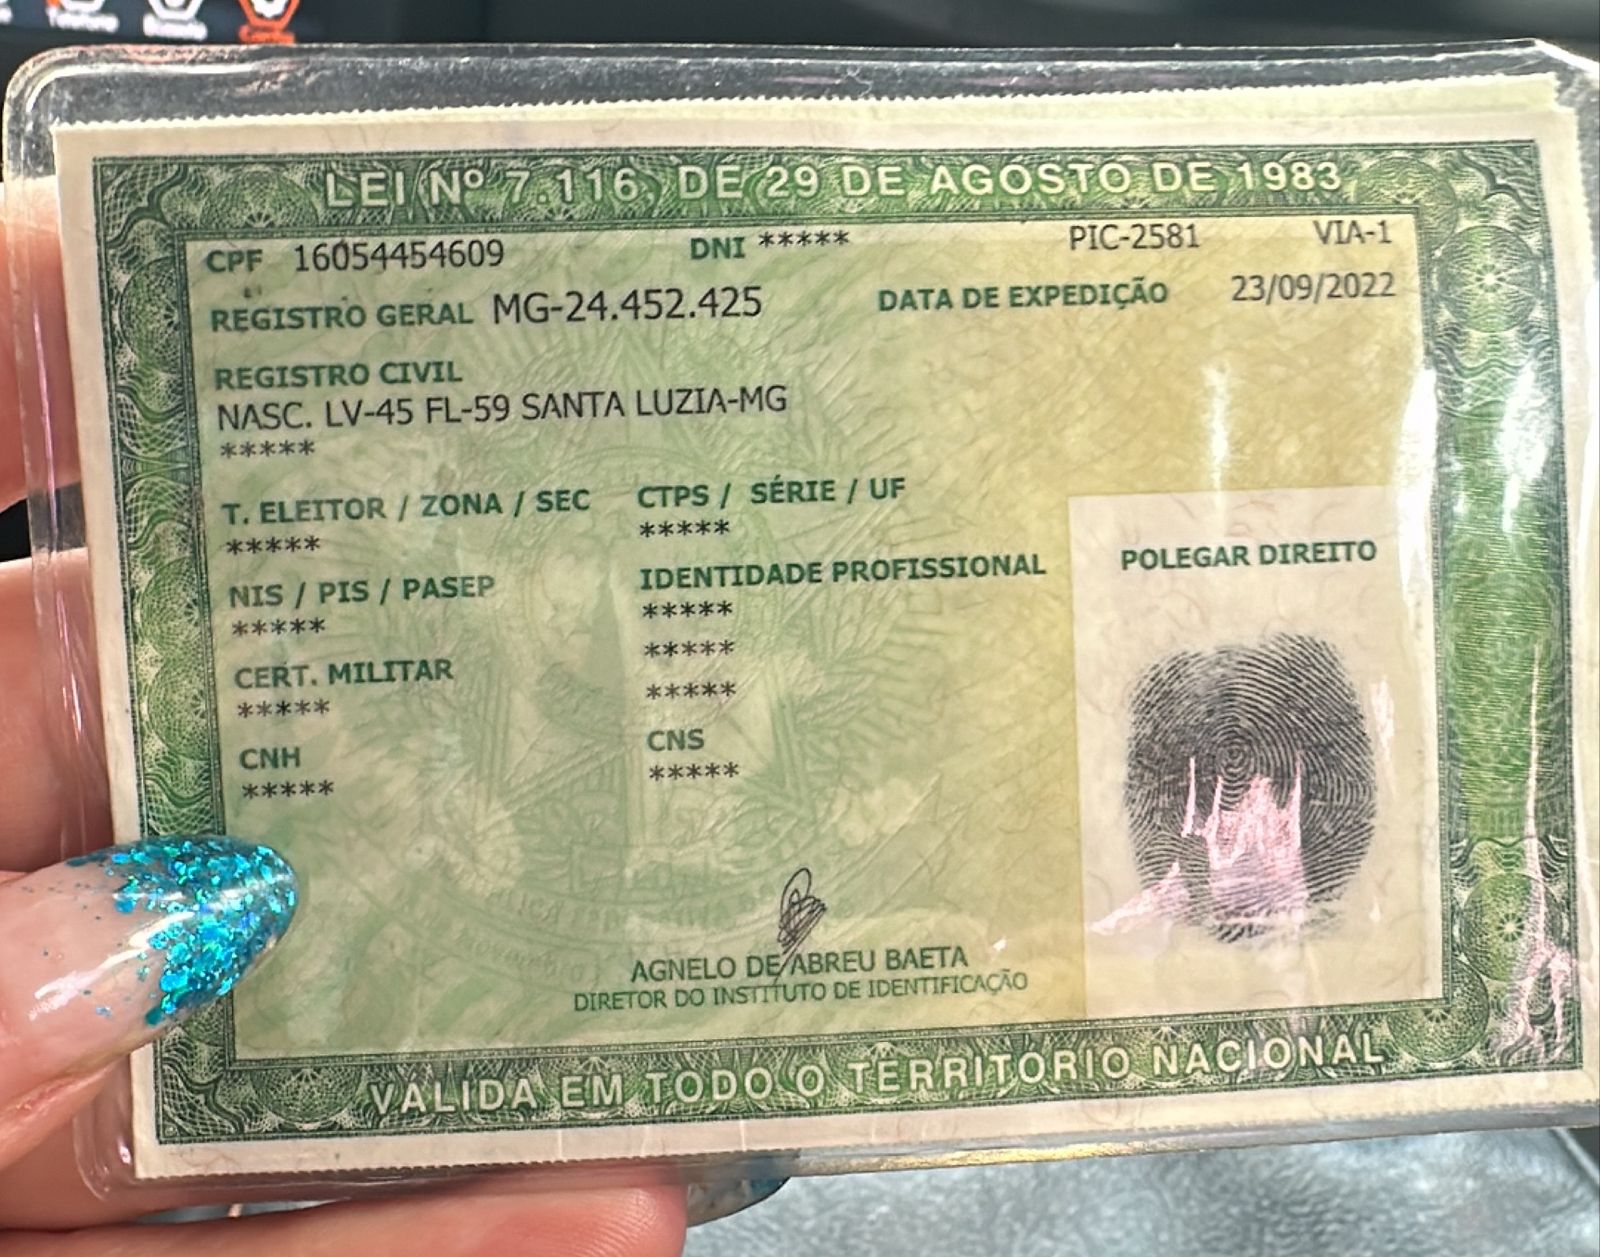 LEI Nº 7.116, DE 29 DE AGOSTO DE 1983
CPF 16054454609 DNI ***** PIC-2581 VIA-1
REGISTRO GERAL MG-24.452.425 DATA DE EXPEDIÇÃO 23/09/2022
REGISTRO CIVIL
NASC. LV-45 FL-59 SANTA LUZIA-MG
*****
T. ELEITOR / ZONA / SEC CTPS / SÉRIE / UF
***** *****
NIS / PIS / PASEP IDENTIDADE PROFISSIONAL
***** *****
*****
CERT. MILITAR
***** *****
CNH CNS
***** *****
POLEGAR DIREITO
AGNELO DE ABREU BAETA
DIRETOR DO INSTITUTO DE IDENTIFICAÇÃO
VÁLIDA EM TODO O TERRITÓRIO NACIONAL